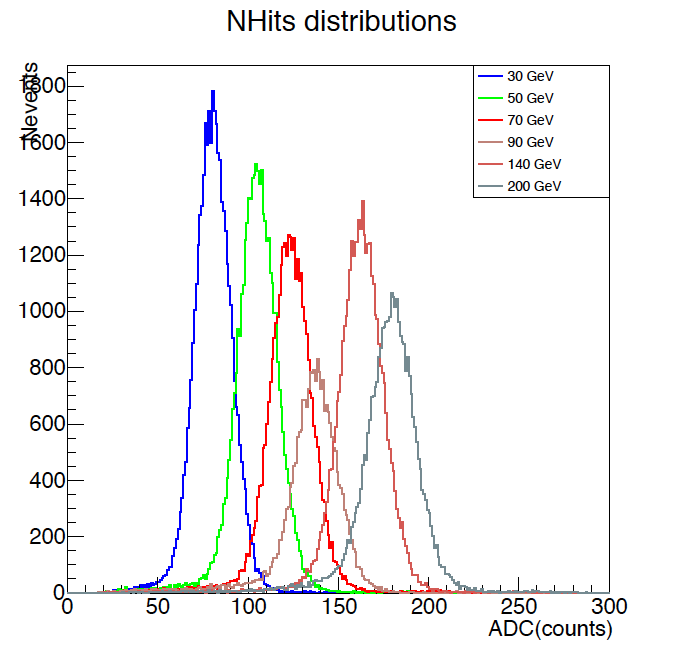 NHits distributions
Nevents
1800
1600
1400
1200
1000
800
600
400
200
0
30 GeV
50 GeV
70 GeV
90 GeV
140 GeV
200 GeV
0 50 100 150 200 250 300
ADC(counts)